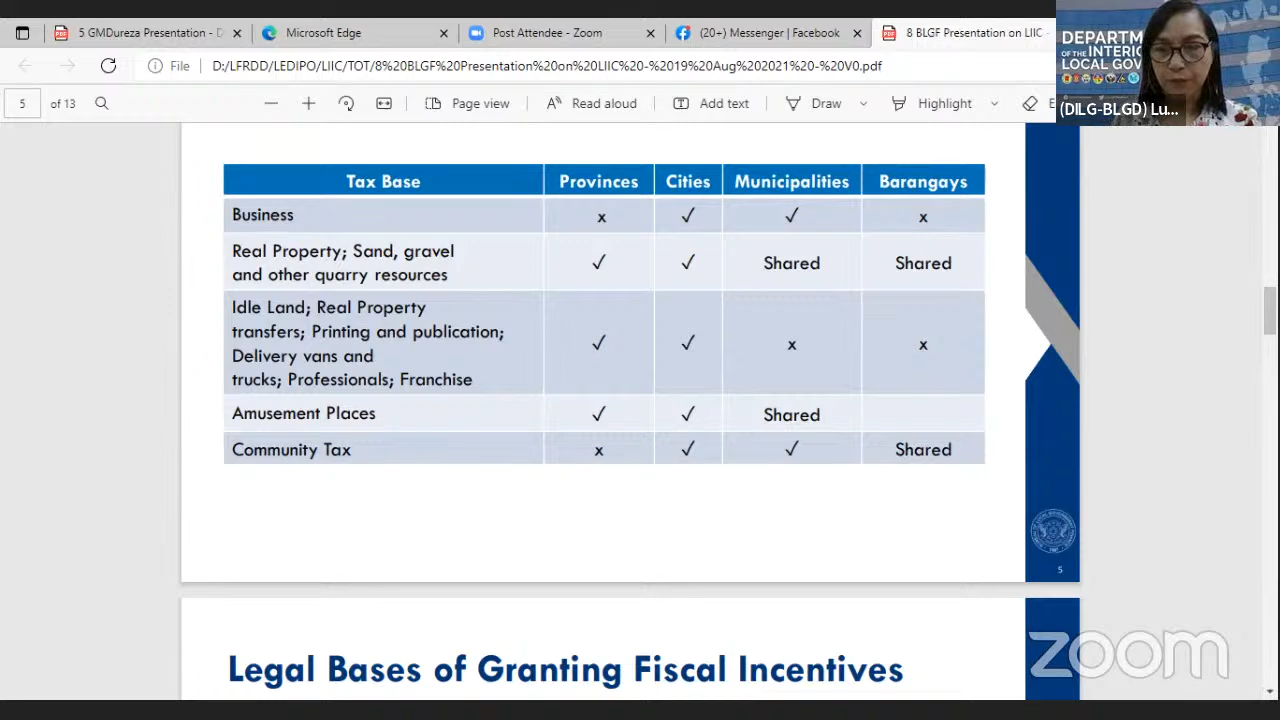 5 GMDureza Presentation - D
Microsoft Edge
Post Attendee - Zoom
(20+) Messenger | Facebook
8 BLGF Presentation on LIIC -
File D:/LFRDD/LEDIPO/LIIC/TOPS/BLGF%20Presentation%20on%20LIIC%20-%2019%20Aug%202021%20-%20V0.pdf
5 of 13
Page view
Read aloud
Add text
Draw
Highlight
DEPARTM
OF THE INTERIOR
LOCAL GOV
(DILG-BLGD) Lu...
Tax Base Provinces Cities Municipalities Barangays
Business x ✓ ✓ x
Real Property; Sand, gravel
and other quarry resources ✓ ✓ Shared Shared
Idle Land; Real Property
transfers; Printing and publication;
Delivery vans and
trucks; Professionals; Franchise ✓ ✓ x x
Amusement Places ✓ ✓ Shared
Community Tax x ✓ ✓ Shared
5
Legal Bases of Granting Fiscal Incentives
zoom